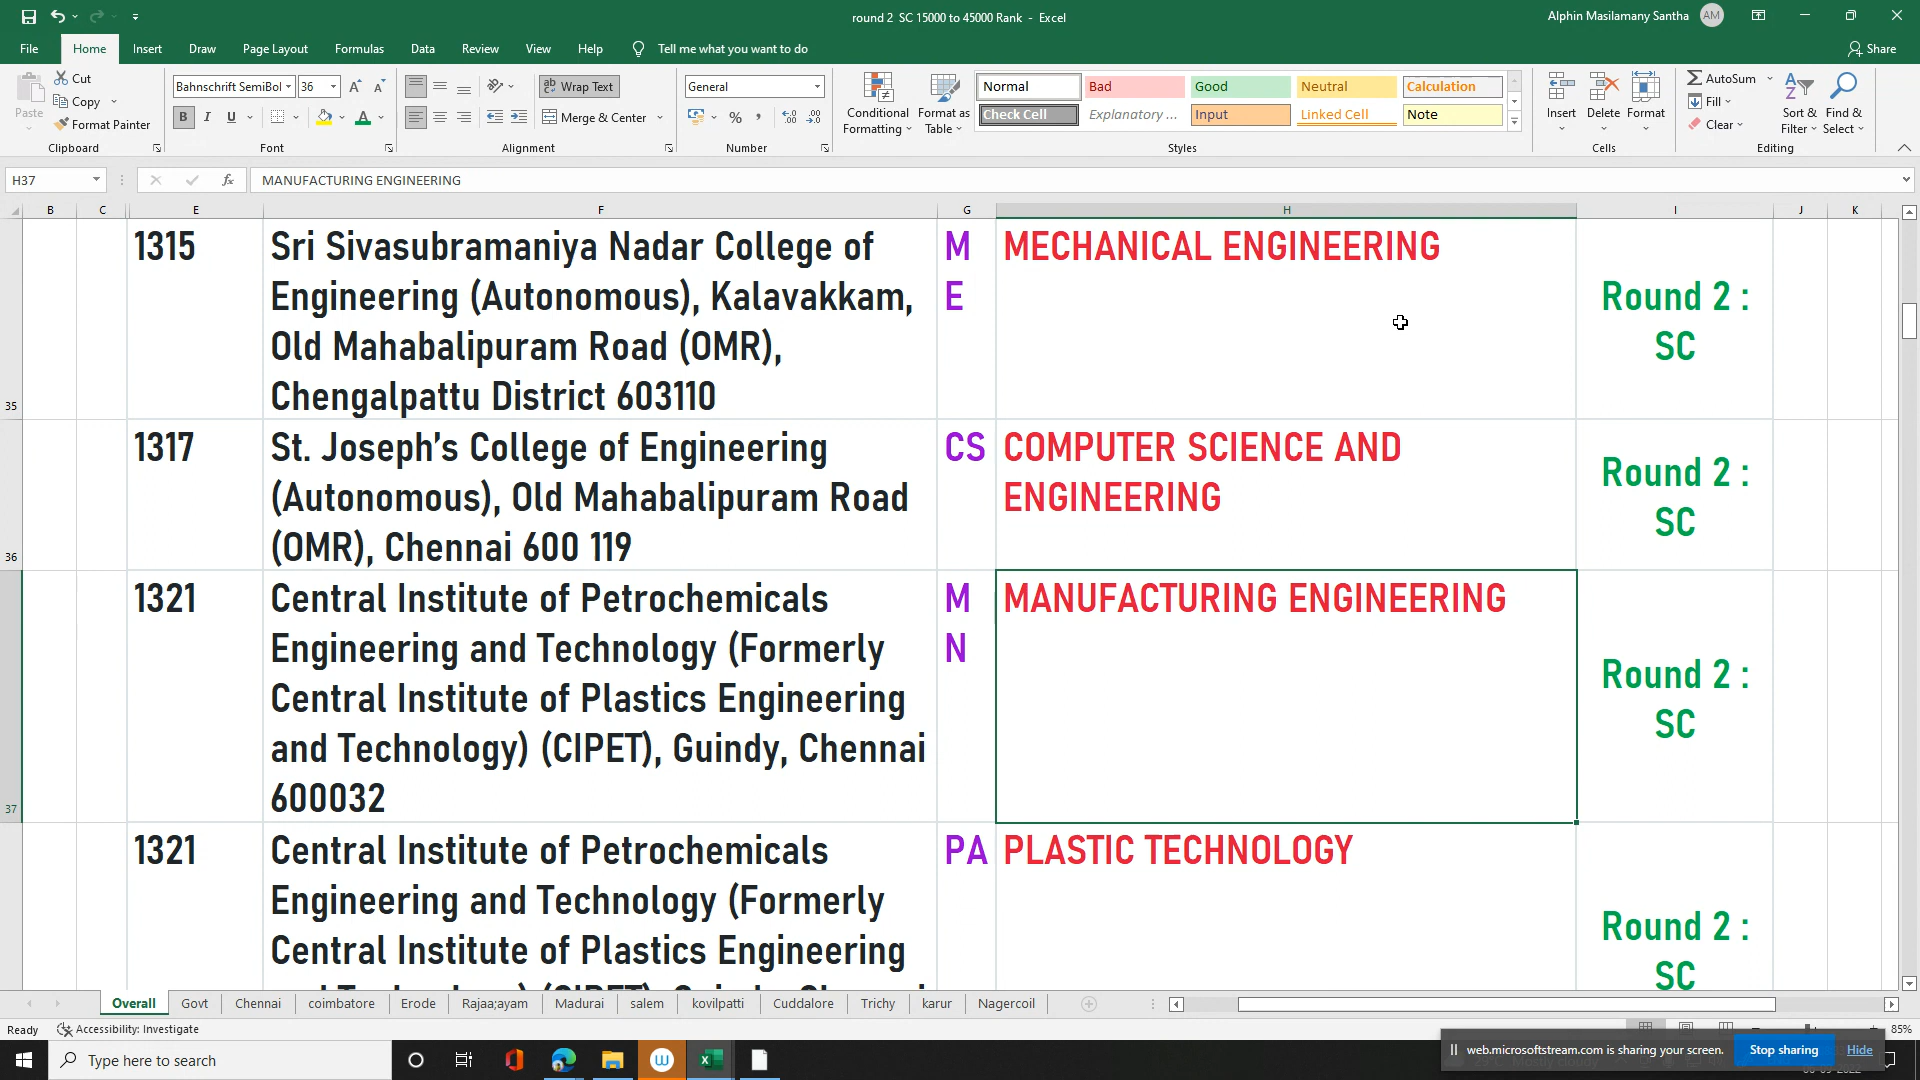 round 2 SC 15000 to 45000 Rank - Excel
Alphin Masilamany Santha
AM
File
Home
Insert
Draw
Page Layout
Formulas
Data
Review
View
Help
Tell me what you want to do
Share
Paste
Cut
Copy
Format Painter
Clipboard
Bahnschrift SemiBol
36
B I U
Font
Wrap Text
Merge & Center
Alignment
General
Number
Conditional
Formatting
Format as
Table
Normal
Bad
Good
Neutral
Calculation
Check Cell
Explanatory ...
Input
Linked Cell
Note
Styles
Insert
Delete
Format
Cells
AutoSum
Fill
Clear
Sort &
Filter
Find &
Select
Editing
H37
fx
MANUFACTURING ENGINEERING
B C E F G H I J K
35
1315
Sri Sivasubramaniya Nadar College of
Engineering (Autonomous), Kalavakkam,
Old Mahabalipuram Road (OMR),
Chengalpattu District 603110
M
E
MECHANICAL ENGINEERING
Round 2 :
SC
36
1317
St. Joseph’s College of Engineering
(Autonomous), Old Mahabalipuram Road
(OMR), Chennai 600 119
CS
COMPUTER SCIENCE AND
ENGINEERING
Round 2 :
SC
37
1321
Central Institute of Petrochemicals
Engineering and Technology (Formerly
Central Institute of Plastics Engineering
and Technology) (CIPET), Guindy, Chennai
600032
M
N
MANUFACTURING ENGINEERING
Round 2 :
SC
1321
Central Institute of Petrochemicals
Engineering and Technology (Formerly
Central Institute of Plastics Engineering
PA
PLASTIC TECHNOLOGY
Round 2 :
SC
Overall
Govt
Chennai
coimbatore
Erode
Rajaa;ayam
Madurai
salem
kovilpatti
Cuddalore
Trichy
karur
Nagercoil
Ready
Accessibility: Investigate
85%
Type here to search
web.microsoftstream.com is sharing your screen.
Stop sharing
Hide